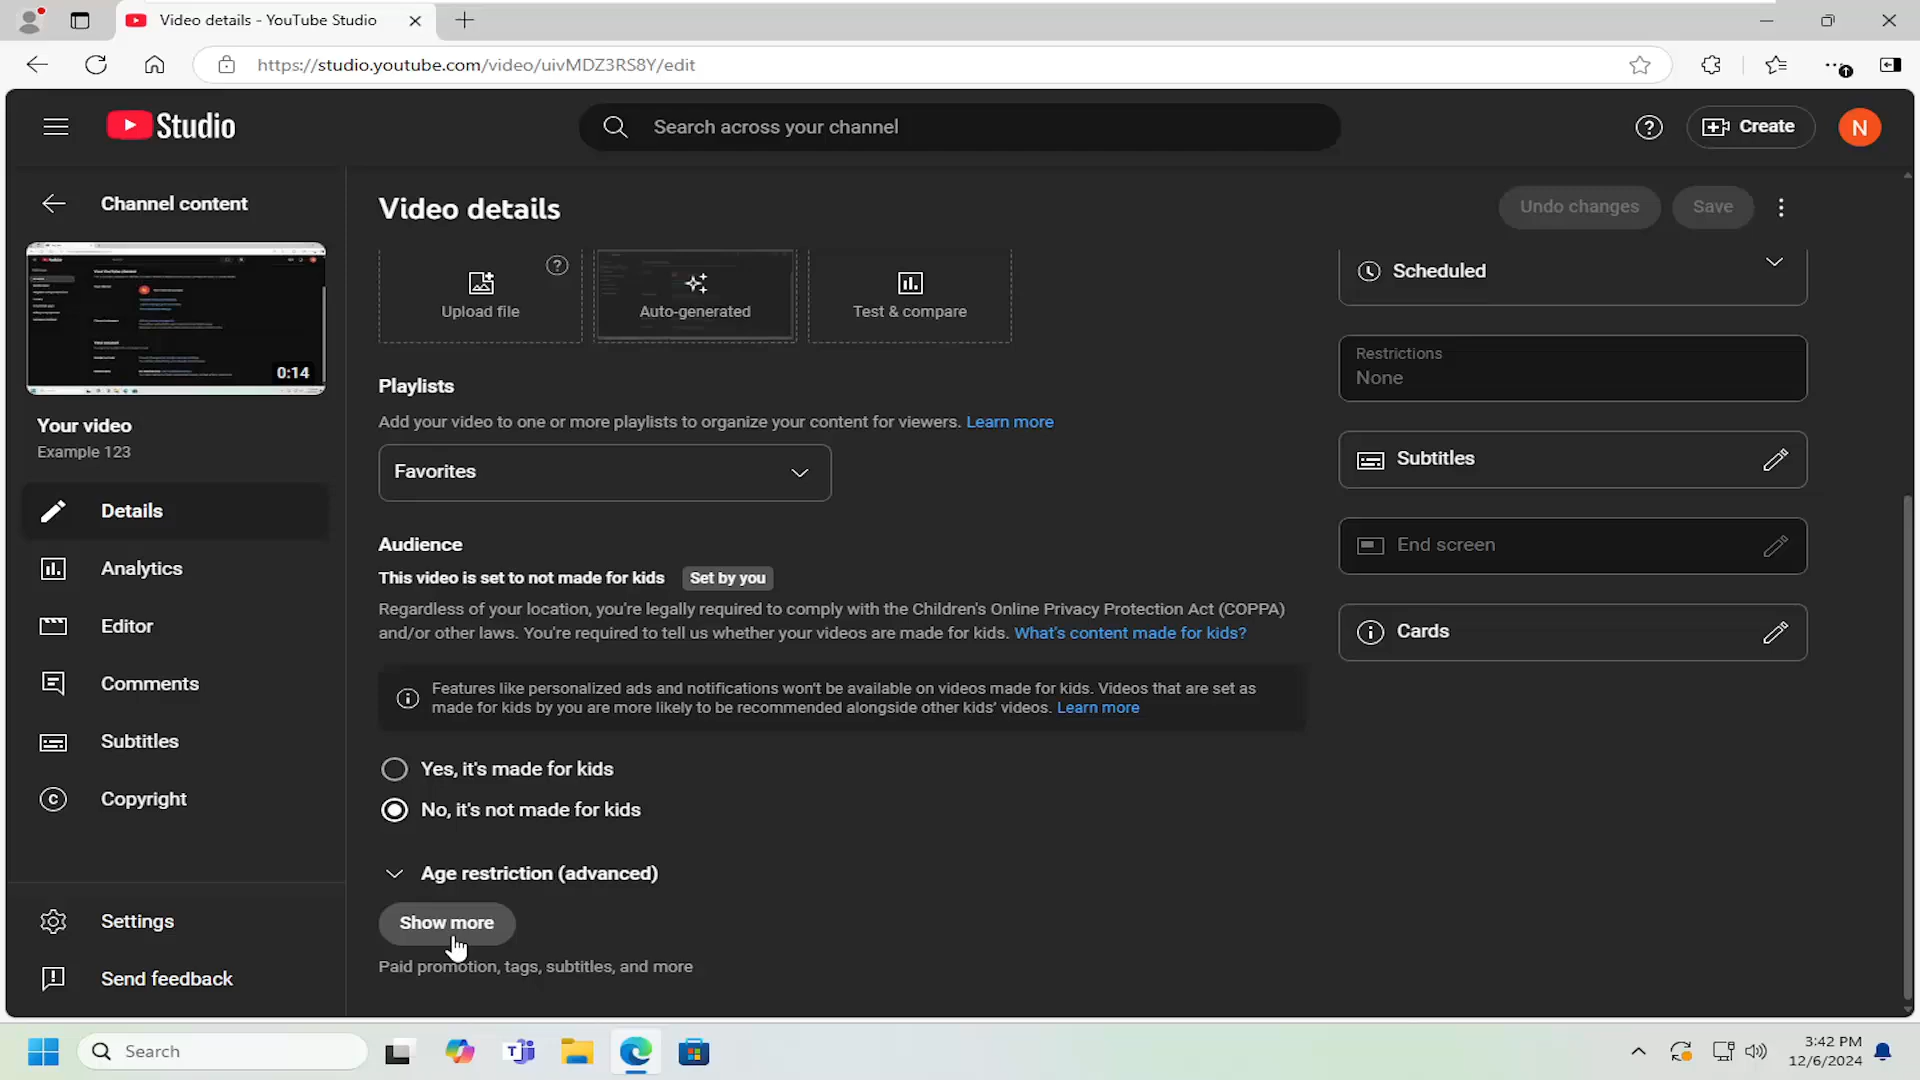 Video details - YouTube Studio
https://studio.youtube.com/video/uivMDZ3RS8Y/edit
Studio
Search across your channel
Create
N
Channel content
Video details
Undo changes
Save
0:14
Your video
Example 123
Details
Analytics
Editor
Comments
Subtitles
Copyright
Settings
Send feedback
Upload file
Auto-generated
Test & compare
Playlists
Add your video to one or more playlists to organize your content for viewers. Learn more
Favorites
Audience
This video is set to not made for kids Set by you
Regardless of your location, you're legally required to comply with the Children's Online Privacy Protection Act (COPPA)
and/or other laws. You're required to tell us whether your videos are made for kids. What's content made for kids?
Features like personalized ads and notifications won't be available on videos made for kids. Videos that are set as
made for kids by you are more likely to be recommended alongside other kids' videos. Learn more
Yes, it's made for kids
No, it's not made for kids
Age restriction (advanced)
Show more
Paid promotion, tags, subtitles, and more
Scheduled
Restrictions
None
Subtitles
End screen
Cards
Search
3:42 PM
12/6/2024